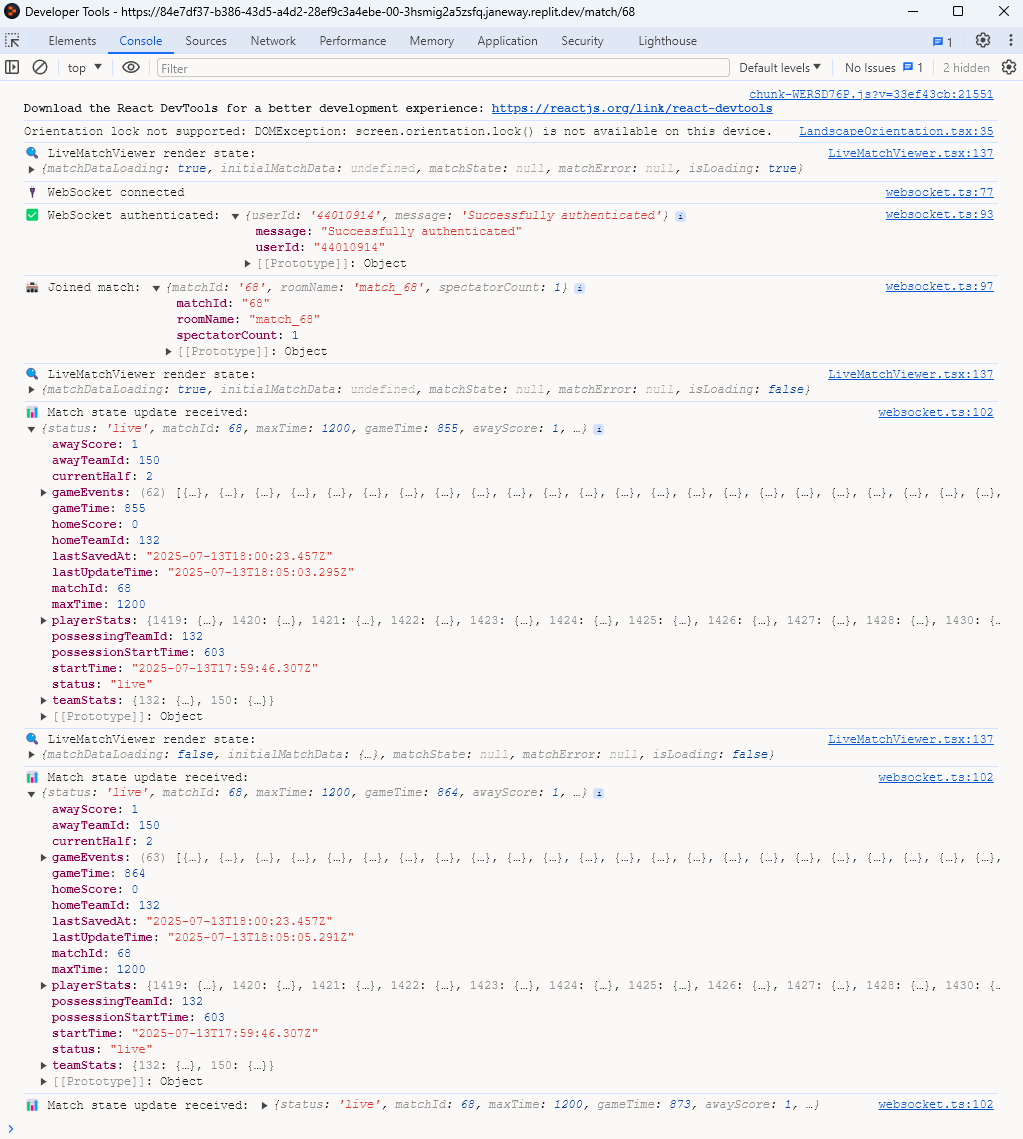 Developer Tools - https://84e7df37-b386-43d5-a4d2-28ef9c3a4ebe-00-3hsmig2a5zsfq.janeway.replit.dev/match/68
Elements Console Sources Network Performance Memory Application Security Lighthouse 1
top Filter Default levels No Issues 1 2 hidden
chunk-WERSD76P.js?v=33ef43cb:21551
Download the React DevTools for a better development experience: https://reactjs.org/link/react-devtools
Orientation lock not supported: DOMException: screen.orientation.lock() is not available on this device. LandscapeOrientation.tsx:35
LiveMatchViewer render state: LiveMatchViewer.tsx:137
{matchDataLoading: true, initialMatchData: undefined, matchState: null, matchError: null, isLoading: true}
WebSocket connected websocket.ts:77
WebSocket authenticated: {userId: '44010914', message: 'Successfully authenticated'} websocket.ts:93
message: "Successfully authenticated"
userId: "44010914"
[[Prototype]]: Object
Joined match: {matchId: '68', roomName: 'match_68', spectatorCount: 1} websocket.ts:97
matchId: "68"
roomName: "match_68"
spectatorCount: 1
[[Prototype]]: Object
LiveMatchViewer render state: LiveMatchViewer.tsx:137
{matchDataLoading: true, initialMatchData: undefined, matchState: null, matchError: null, isLoading: false}
Match state update received: websocket.ts:102
{status: 'live', matchId: 68, maxTime: 1200, gameTime: 855, awayScore: 1, …}
awayScore: 1
awayTeamId: 150
currentHalf: 2
gameEvents: (62) [{…}, {…}, {…}, {…}, {…}, {…}, {…}, {…}, {…}, {…}, {…}, {…}, {…}, {…}, {…}, {…}, {…}, {…}, {…}, {…}, {…}, {…}, {…},
gameTime: 855
homeScore: 0
homeTeamId: 132
lastSavedAt: "2025-07-13T18:00:23.457Z"
lastUpdateTime: "2025-07-13T18:05:03.295Z"
matchId: 68
maxTime: 1200
playerStats: {1419: {…}, 1420: {…}, 1421: {…}, 1422: {…}, 1423: {…}, 1424: {…}, 1425: {…}, 1426: {…}, 1427: {…}, 1428: {…}, 1430: {…
possessingTeamId: 132
possessionStartTime: 603
startTime: "2025-07-13T17:59:46.307Z"
status: "live"
teamStats: {132: {…}, 150: {…}}
[[Prototype]]: Object
LiveMatchViewer render state: LiveMatchViewer.tsx:137
{matchDataLoading: false, initialMatchData: {…}, matchState: null, matchError: null, isLoading: false}
Match state update received: websocket.ts:102
{status: 'live', matchId: 68, maxTime: 1200, gameTime: 864, awayScore: 1, …}
awayScore: 1
awayTeamId: 150
currentHalf: 2
gameEvents: (63) [{…}, {…}, {…}, {…}, {…}, {…}, {…}, {…}, {…}, {…}, {…}, {…}, {…}, {…}, {…}, {…}, {…}, {…}, {…}, {…}, {…}, {…}, {…},
gameTime: 864
homeScore: 0
homeTeamId: 132
lastSavedAt: "2025-07-13T18:00:23.457Z"
lastUpdateTime: "2025-07-13T18:05:05.291Z"
matchId: 68
maxTime: 1200
playerStats: {1419: {…}, 1420: {…}, 1421: {…}, 1422: {…}, 1423: {…}, 1424: {…}, 1425: {…}, 1426: {…}, 1427: {…}, 1428: {…}, 1430: {…
possessingTeamId: 132
possessionStartTime: 603
startTime: "2025-07-13T17:59:46.307Z"
status: "live"
teamStats: {132: {…}, 150: {…}}
[[Prototype]]: Object
Match state update received: {status: 'live', matchId: 68, maxTime: 1200, gameTime: 873, awayScore: 1, …} websocket.ts:102